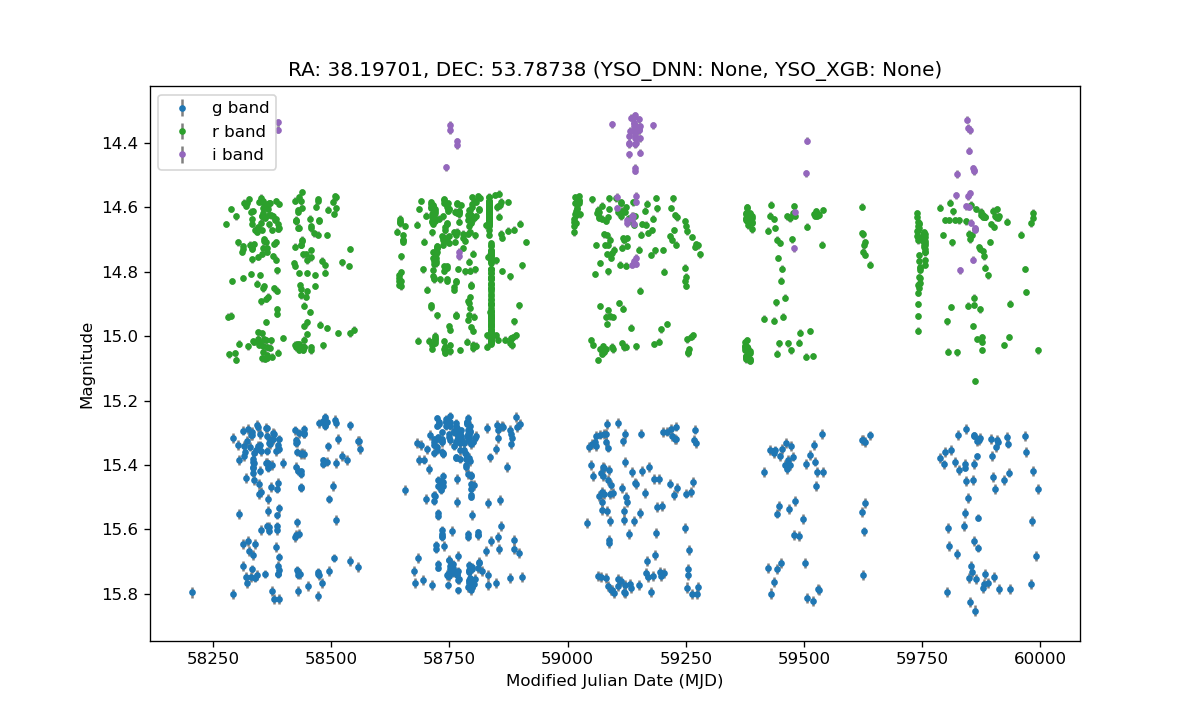 RA: 38.19701, DEC: 53.78738 (YSO_DNN: None, YSO_XGB: None)
g band
r band
i band
14.4
14.6
14.8
15.0
15.2
15.4
15.6
15.8
Magnitude
58250 58500 58750 59000 59250 59500 59750 60000
Modified Julian Date (MJD)